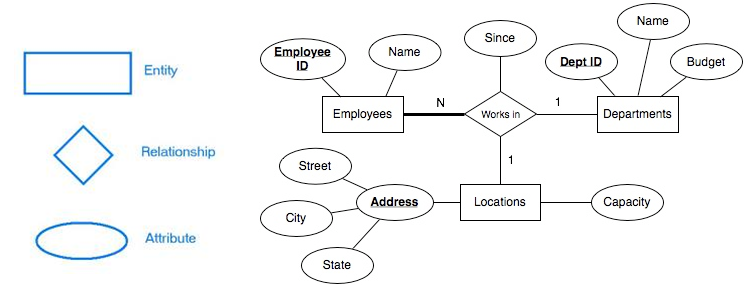 Entity
Relationship
Attribute
Employee
ID
Name
Since
Dept ID
Name
Budget
Employees
N
Works in
1
Departments
1
Street
City
State
Address
Locations
Capacity